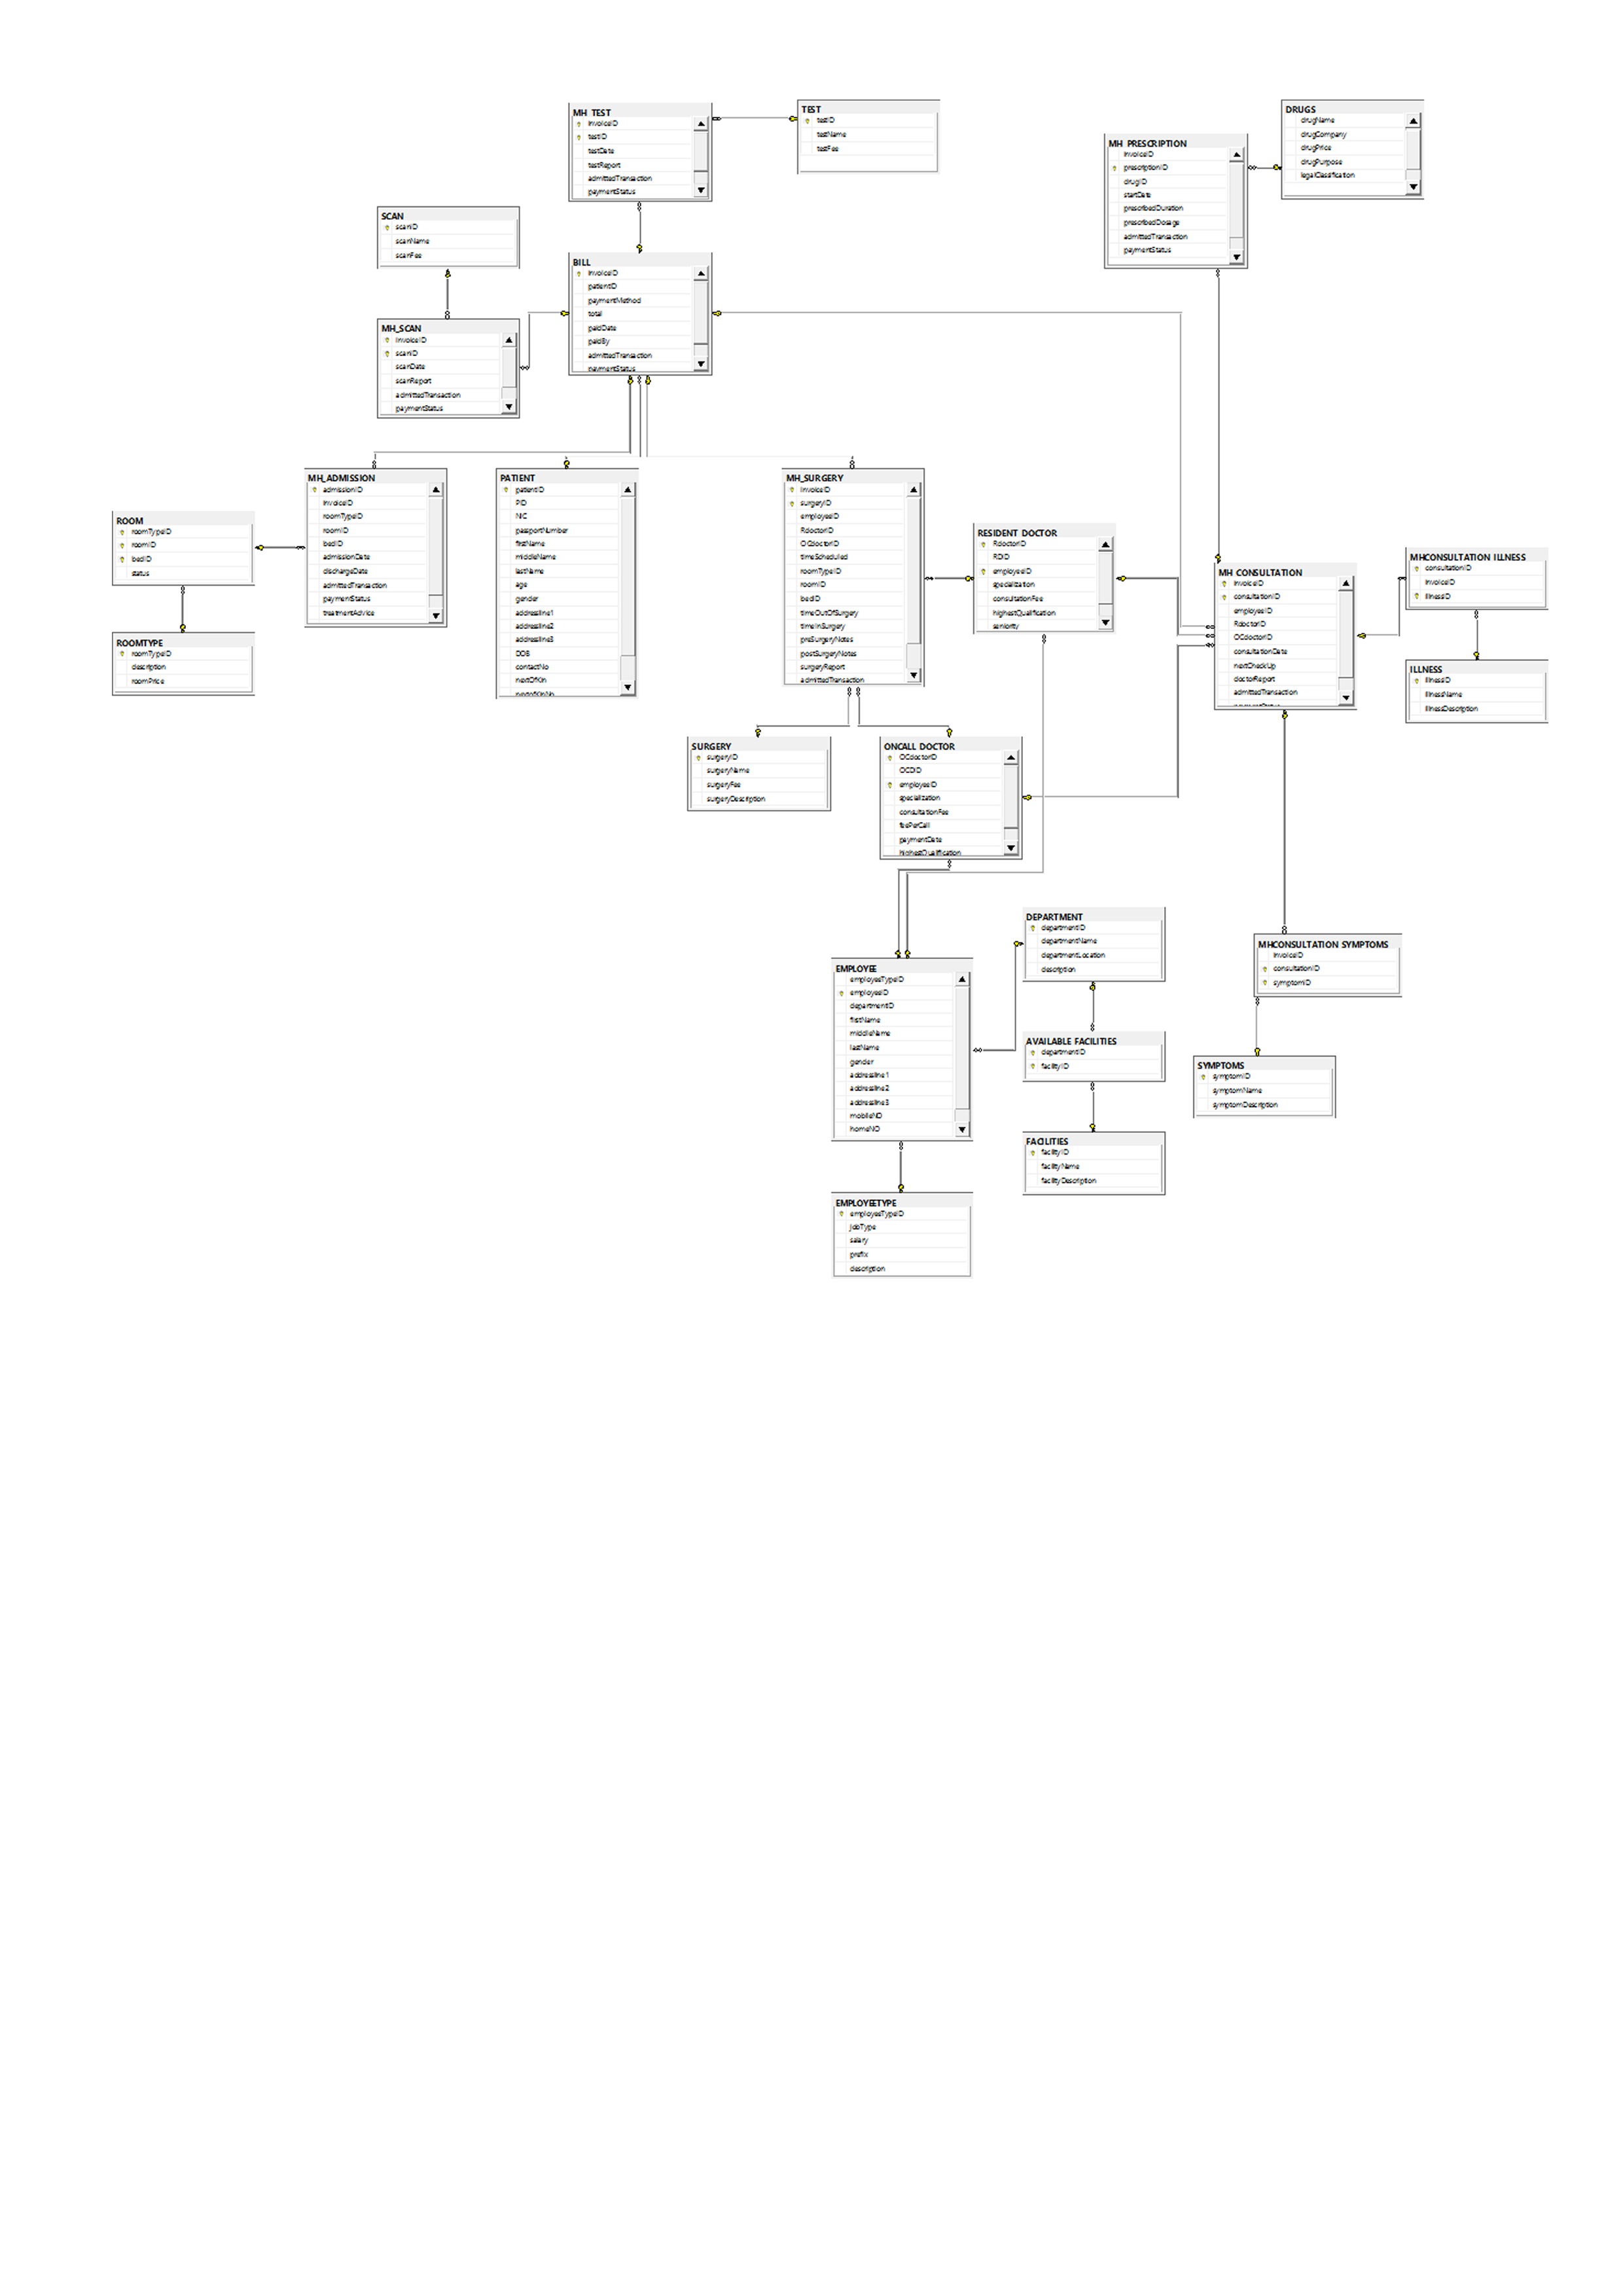 MH_TEST
InvoiceID
testID
testDate
testReport
admittedTransaction
paymentStatus
TEST
testID
testName
testFee
DRUGS
drugName
drugCompany
drugPrice
drugPurpose
legalClassification
MH_PRESCRIPTION
InvoiceID
prescriptionID
drugID
startDate
prescribedDuration
prescribedDosage
admittedTransaction
paymentStatus
SCAN
scanID
scanName
scanFee
BILL
InvoiceID
patientID
paymentMethod
total
paidDate
paidBy
admittedTransaction
paymentStatus
MH_SCAN
InvoiceID
scanID
scanDate
scanReport
admittedTransaction
paymentStatus
MH_ADMISSION
admissionID
InvoiceID
roomTypeID
roomID
bedID
admissionDate
dischargeDate
admittedTransaction
paymentStatus
treatmentAdvice
PATIENT
patientID
PID
NIC
passportNumber
firstName
middleName
lastName
age
gender
addressline1
addressline2
addressline3
DOB
contactNo
nextOfKin
nextofKinNo
MH_SURGERY
InvoiceID
surgeryID
employeeID
RdoctorID
OCdoctorID
timeScheduled
roomTypeID
roomID
bedID
timeOutOfSurgery
timeInSurgery
preSurgeryNotes
postSurgeryNotes
surgeryReport
admittedTransaction
ROOM
roomTypeID
roomID
bedID
status
RESIDENT DOCTOR
RdoctorID
RDID
employeeID
specialization
consultationFee
highestQualification
seniority
MH CONSULTATION
InvoiceID
consultationID
employeeID
RdoctorID
OCdoctorID
consultationDate
nextCheckUp
doctorReport
admittedTransaction
paymentStatus
MHCONSULTATION ILLNESS
consultationID
InvoiceID
IllnessID
ROOMTYPE
roomTypeID
description
roomPrice
ILLNESS
IllnessID
IllnessName
IllnessDescription
SURGERY
surgeryID
surgeryName
surgeryFee
surgeryDescription
ONCALL DOCTOR
OCdoctorID
OCDID
employeeID
specialization
consultationFee
feePerCall
paymentDate
highestQualification
DEPARTMENT
departmentID
departmentName
departmentLocation
description
MHCONSULTATION SYMPTOMS
InvoiceID
consultationID
symptomID
EMPLOYEE
employeeTypeID
employeeID
departmentID
firstName
middleName
lastName
gender
addressline1
addressline2
addressline3
mobileNO
homeNO
AVAILABLE FACILITIES
departmentID
facilityID
SYMPTOMS
symptomID
symptomName
symptomDescription
FACILITIES
facilityID
facilityName
facilityDescription
EMPLOYEETYPE
employeeTypeID
JobType
salary
prefix
description